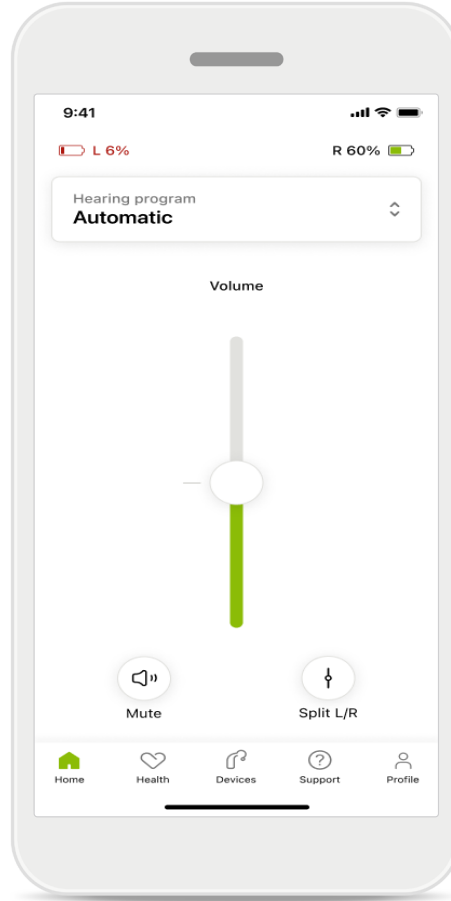 9:41
L 6% R 60%
Hearing program
Automatic
Volume
Mute Split L/R
Home Health Devices Support Profile